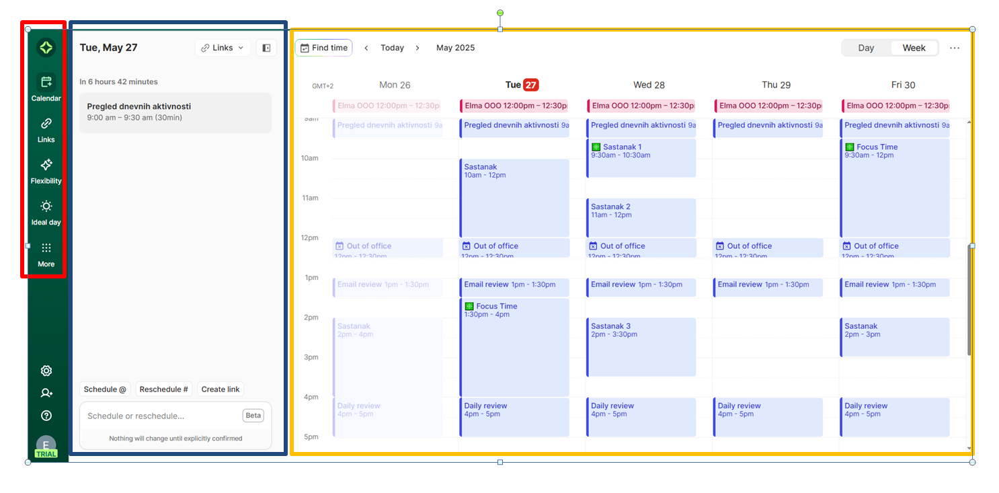 Calendar
Links
Flexibility
Ideal day
More
E
TRIAL
Tue, May 27
Links
In 6 hours 42 minutes
Pregled dnevnih aktivnosti
9:00 am – 9:30 am (30min)
Schedule @ Reschedule # Create link
Schedule or reschedule... Beta
Nothing will change until explicitly confirmed
Find time Today May 2025 Day Week
GMT+2 Mon 26 Tue 27 Wed 28 Thu 29 Fri 30
Elma OOO 12:00pm – 12:30p Elma OOO 12:00pm – 12:30p Elma OOO 12:00pm – 12:30p Elma OOO 12:00pm – 12:30p Elma OOO 12:00pm – 12:30p
9am
Pregled dnevnih aktivnosti 9a Pregled dnevnih aktivnosti 9a Pregled dnevnih aktivnosti 9a Pregled dnevnih aktivnosti 9a Pregled dnevnih aktivnosti 9a
Sastanak 1 Focus Time
9:30am - 10:30am 9:30am - 12pm
10am
Sastanak
10am - 12pm
11am
Sastanak 2
11am - 12pm
12pm
Out of office Out of office Out of office Out of office Out of office
12pm - 12:30pm 12pm - 12:30pm 12pm - 12:30pm 12pm - 12:30pm 12pm - 12:30pm
1pm
Email review 1pm - 1:30pm Email review 1pm - 1:30pm Email review 1pm - 1:30pm Email review 1pm - 1:30pm Email review 1pm - 1:30pm
Focus Time
1:30pm - 4pm
2pm
Sastanak Sastanak 3 Sastanak
2pm - 4pm 2pm - 3:30pm 2pm - 3pm
3pm
4pm
Daily review Daily review Daily review Daily review Daily review
4pm - 5pm 4pm - 5pm 4pm - 5pm 4pm - 5pm 4pm - 5pm
5pm